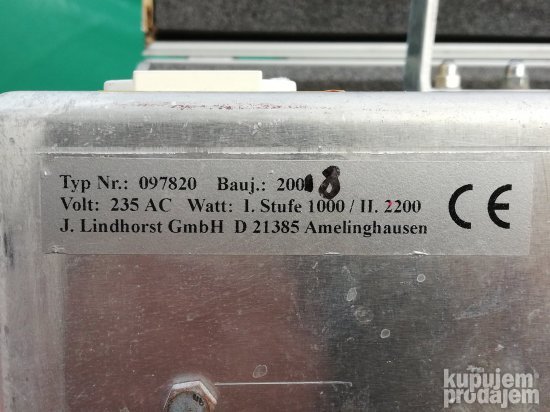 Typ Nr.: 097820 Bauj.: 2008
Volt: 235 AC Watt: I. Stufe 1000 / II. 2200
J. Lindhorst GmbH D 21385 Amelinghausen
CE
kupujem
prodajem